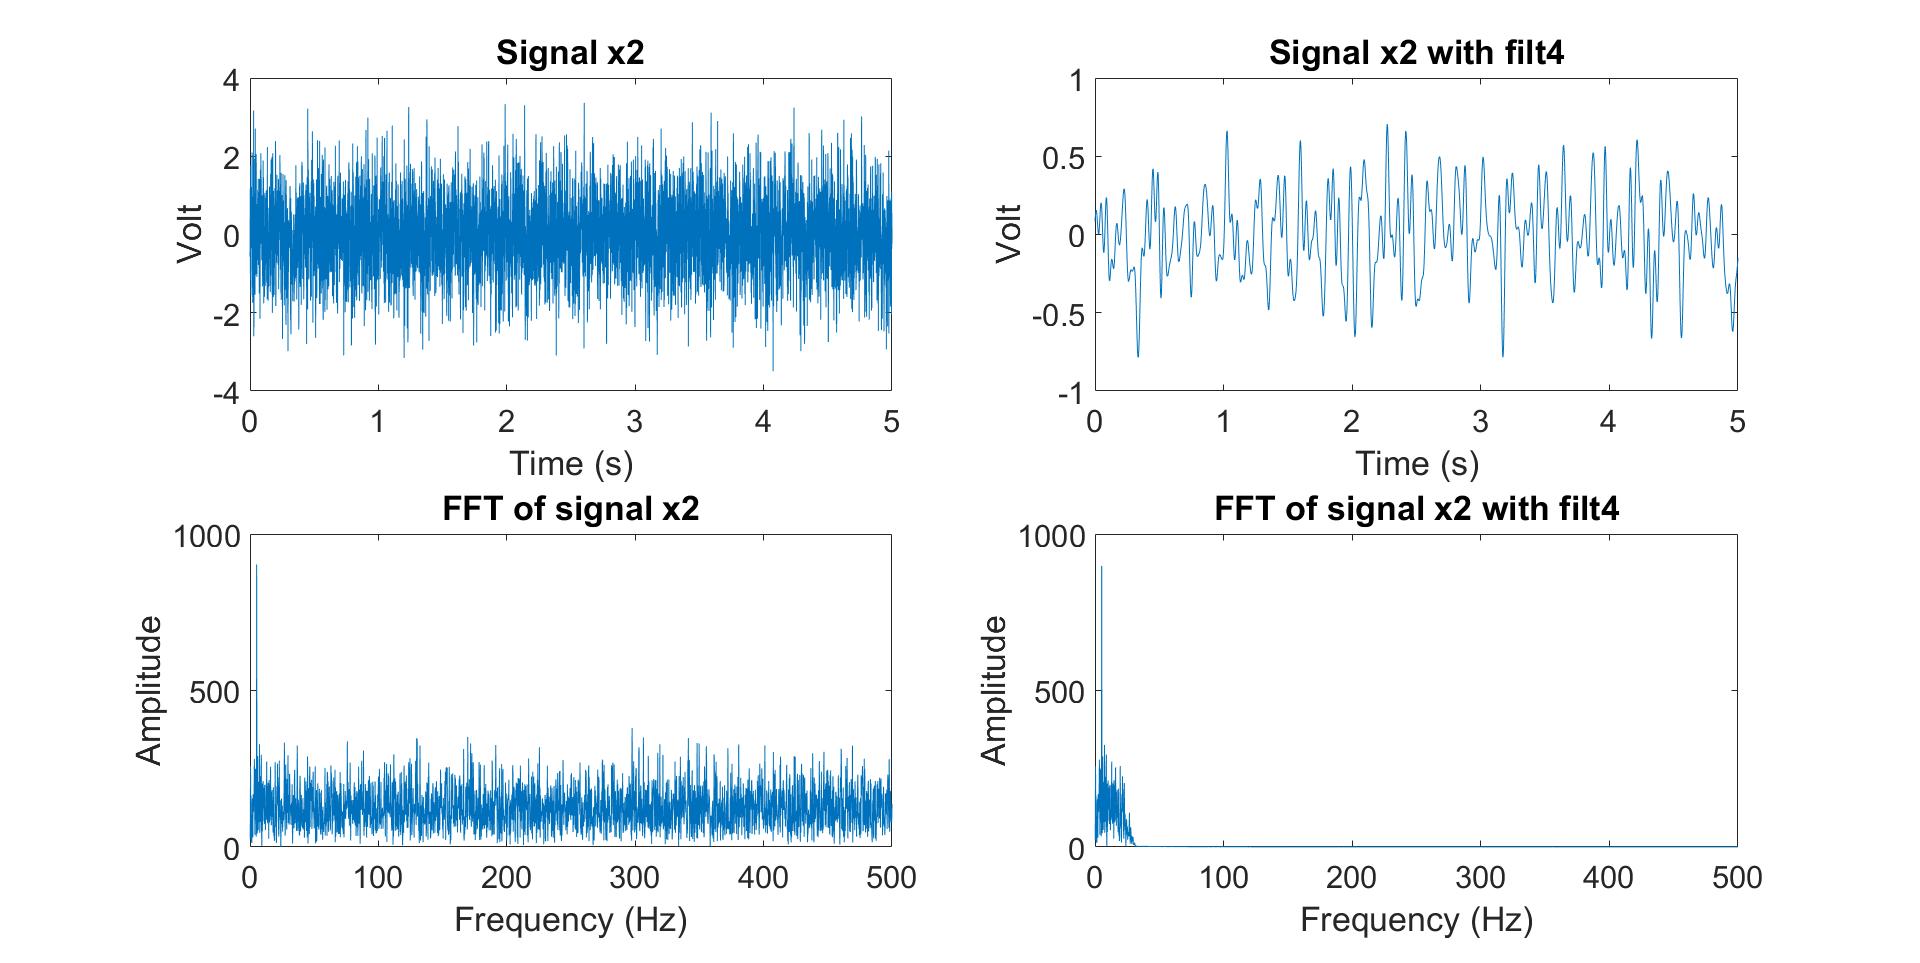 Signal x2
4
2
0
-2
-4
Volt
0 1 2 3 4 5
Time (s)
Signal x2 with filt4
1
0.5
0
-0.5
-1
Volt
0 1 2 3 4 5
Time (s)
FFT of signal x2
1000
500
0
Amplitude
0 100 200 300 400 500
Frequency (Hz)
FFT of signal x2 with filt4
1000
500
0
Amplitude
0 100 200 300 400 500
Frequency (Hz)